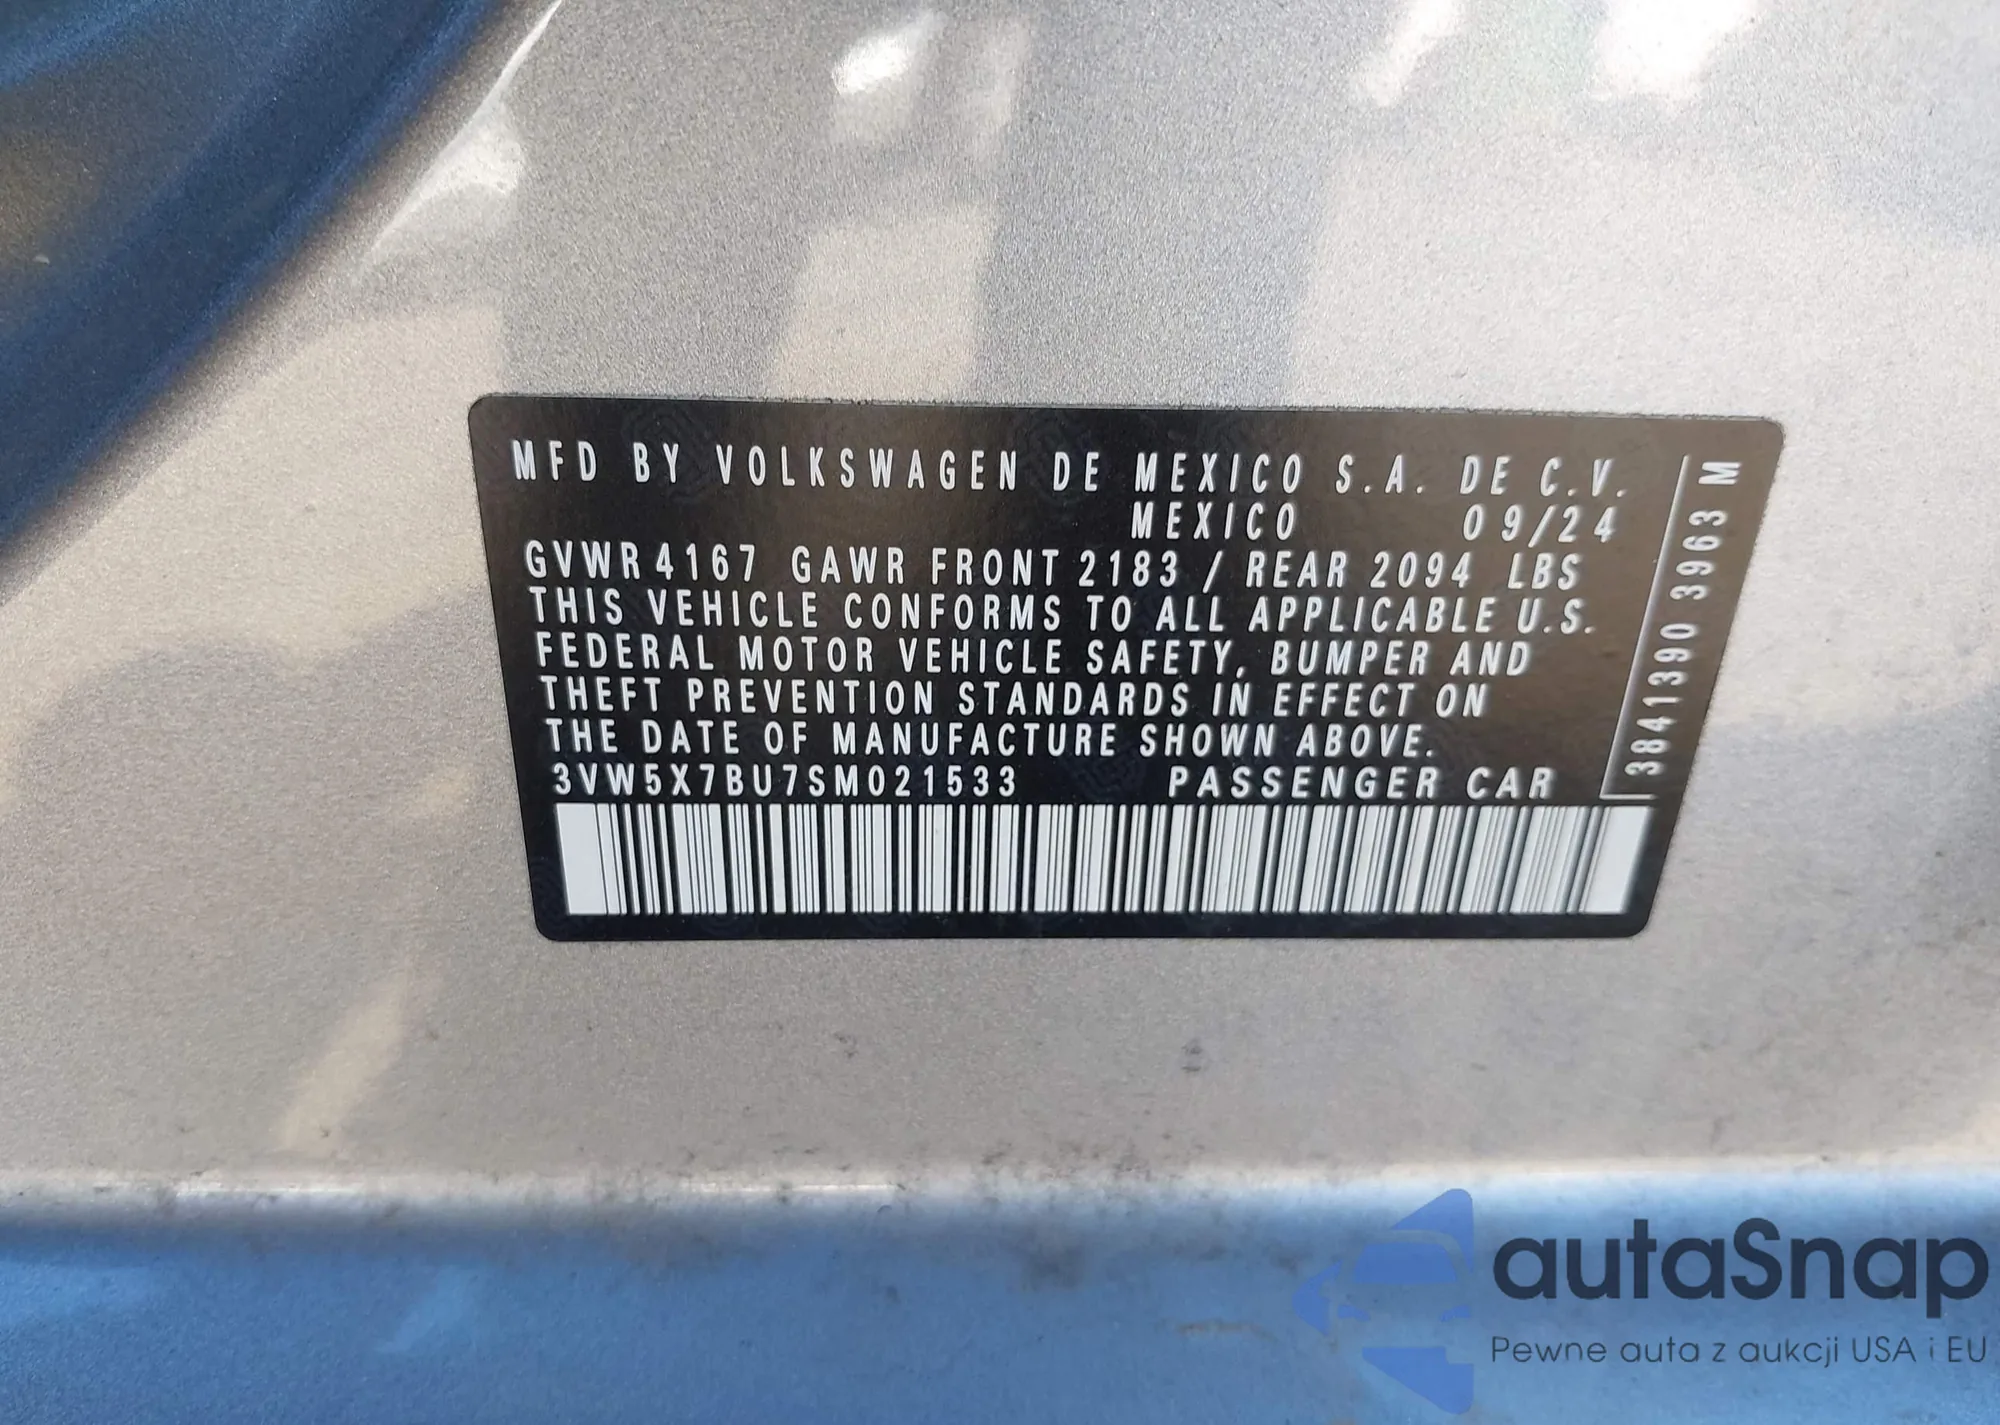 MFD BY VOLKSWAGEN DE MEXICO S.A. DE C.V.
MEXICO 09/24
GVWR 4167 GAWR FRONT 2183 / REAR 2094 LBS
THIS VEHICLE CONFORMS TO ALL APPLICABLE U.S.
FEDERAL MOTOR VEHICLE SAFETY, BUMPER AND
THEFT PREVENTION STANDARDS IN EFFECT ON
THE DATE OF MANUFACTURE SHOWN ABOVE.
3VW5X7BU7SM021533 PASSENGER CAR
3841390 3963 M
autaSnap
Pewne auta z aukcji USA i EU